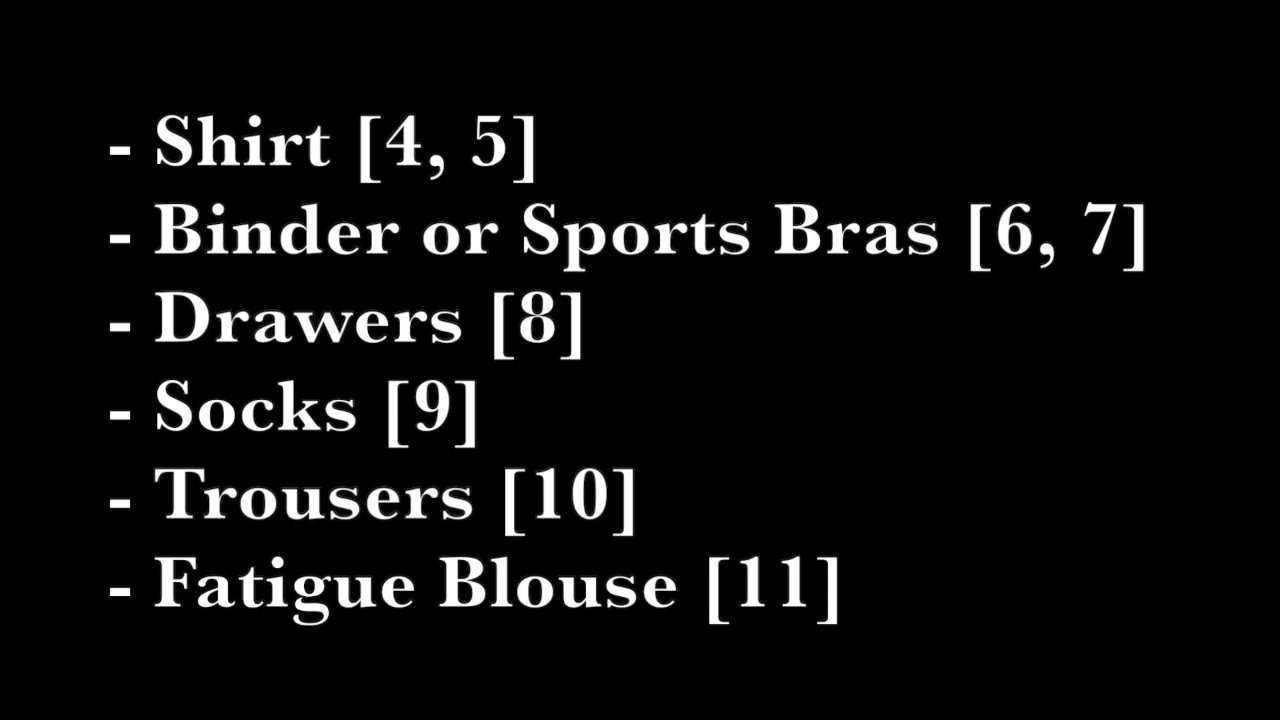 - Shirt [4, 5]
- Binder or Sports Bras [6, 7]
- Drawers [8]
- Socks [9]
- Trousers [10]
- Fatigue Blouse [11]